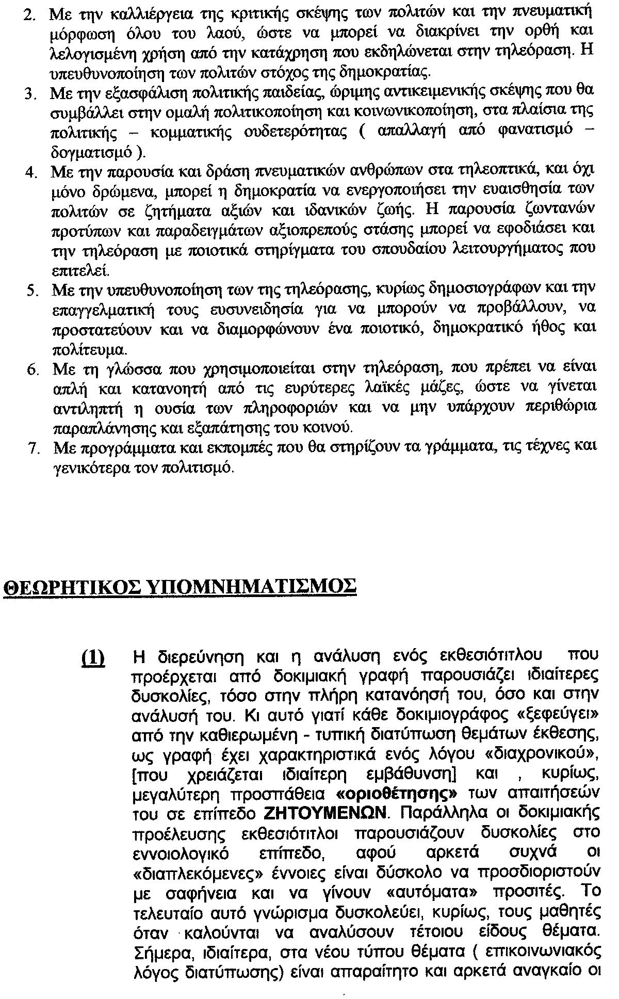 2. Με την καλλιέργεια της κριτικής σκέψης των πολιτών και την πνευματική
μόρφωση όλου του λαού, ώστε να μπορεί να διακρίνει την ορθή και
λελογισμένη χρήση από την κατάχρηση που εκδηλώνεται στην τηλεόραση. Η
υπευθυνοποίηση των πολιτών στόχος της δημοκρατίας.
3. Με την εξασφάλιση πολιτικής παιδείας, ώριμης αντικειμενικής σκέψης που θα
συμβάλλει στην ομαλή πολιτικοποίηση και κοινωνικοποίηση, στα πλαίσια της
πολιτικής – κομματικής ουδετερότητας ( απαλλαγή από φανατισμό –
δογματισμό ).
4. Με την παρουσία και δράση πνευματικών ανθρώπων στα τηλεοπτικά, και όχι
μόνο δρώμενα, μπορεί η δημοκρατία να ενεργοποιήσει την ευαισθησία των
πολιτών σε ζητήματα αξιών και ιδανικών ζωής. Η παρουσία ζωντανών
προτύπων και παραδειγμάτων αξιοπρεπούς στάσης μπορεί να εφοδιάσει και
την τηλεόραση με ποιοτικά στηρίγματα του σπουδαίου λειτουργήματος που
επιτελεί.
5. Με την υπευθυνοποίηση των της τηλεόρασης, κυρίως δημοσιογράφων και την
επαγγελματική τους ευσυνειδησία για να μπορούν να προβάλλουν, να
προστατεύουν και να διαμορφώνουν ένα ποιοτικό, δημοκρατικό ήθος και
πολίτευμα.
6. Με τη γλώσσα που χρησιμοποιείται στην τηλεόραση, που πρέπει να είναι
απλή και κατανοητή από τις ευρύτερες λαϊκές μάζες, ώστε να γίνεται
αντιληπτή η ουσία των πληροφοριών και να μην υπάρχουν περιθώρια
παραπλάνησης και εξαπάτησης του κοινού.
7. Με προγράμματα και εκπομπές που θα στηρίζουν τα γράμματα, τις τέχνες και
γενικότερα τον πολιτισμό.
ΘΕΩΡΗΤΙΚΟΣ ΥΠΟΜΝΗΜΑΤΙΣΜΟΣ
(1) Η διερεύνηση και η ανάλυση ενός εκθεσιότιτλου που
προέρχεται από δοκιμιακή γραφή παρουσιάζει ιδιαίτερες
δυσκολίες, τόσο στην πλήρη κατανόησή του, όσο και στην
ανάλυσή του. Κι αυτό γιατί κάθε δοκιμιογράφος «ξεφεύγει»
από την καθιερωμένη - τυπική διατύπωση θεμάτων έκθεσης,
ως γραφή έχει χαρακτηριστικά ενός λόγου «διαχρονικού»,
[που χρειάζεται ιδιαίτερη εμβάθυνση] και , κυρίως,
μεγαλύτερη προσπάθεια «οριοθέτησης» των απαιτήσεών
του σε επίπεδο ΖΗΤΟΥΜΕΝΩΝ. Παράλληλα οι δοκιμιακής
προέλευσης εκθεσιότιτλοι παρουσιάζουν δυσκολίες στο
εννοιολογικό επίπεδο, αφού αρκετά συχνά οι
«διαπλεκόμενες» έννοιες είναι δύσκολο να προσδιοριστούν
με σαφήνεια και να γίνουν «αυτόματα» προσιτές. Το
τελευταίο αυτό γνώρισμα δυσκολεύει, κυρίως, τους μαθητές
όταν καλούνται να αναλύσουν τέτοιου είδους θέματα.
Σήμερα, ιδιαίτερα, στα νέου τύπου θέματα ( επικοινωνιακός
λόγος διατύπωσης) είναι απαραίτητο και αρκετά αναγκαίο οι